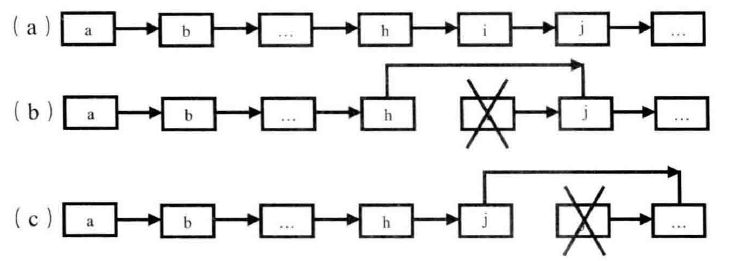 (a) a b … h i j …
(b) a b … h j …
(c) a b … h j …